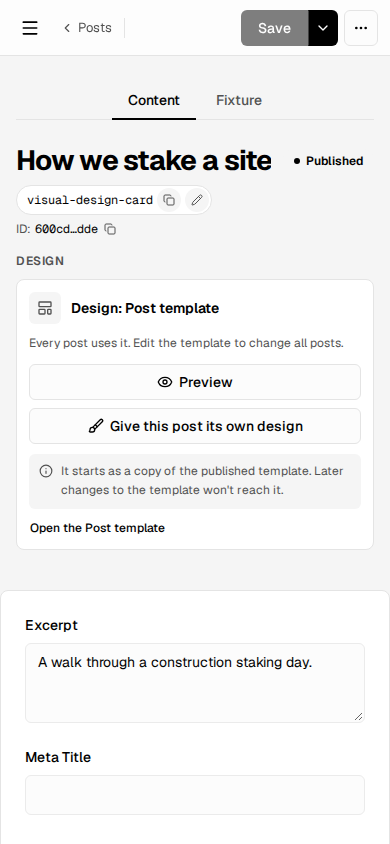 Posts
Save
Content
Fixture
How we stake a site
Published
visual-design-card
ID: 600cd…dde
DESIGN
Design: Post template
Every post uses it. Edit the template to change all posts.
Preview
Give this post its own design
It starts as a copy of the published template. Later
changes to the template won't reach it.
Open the Post template
Excerpt
A walk through a construction staking day.
Meta Title